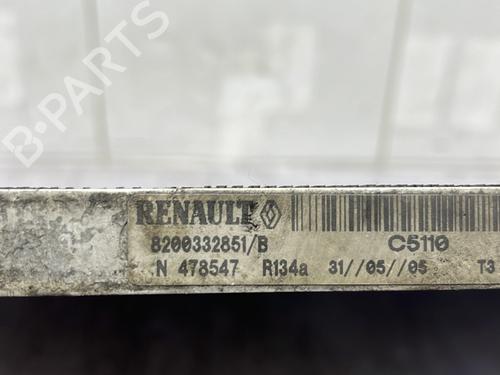 B-PARTS
RENAULT
8200332851/B C5110
N 478547 R134a 31//05//05 T3